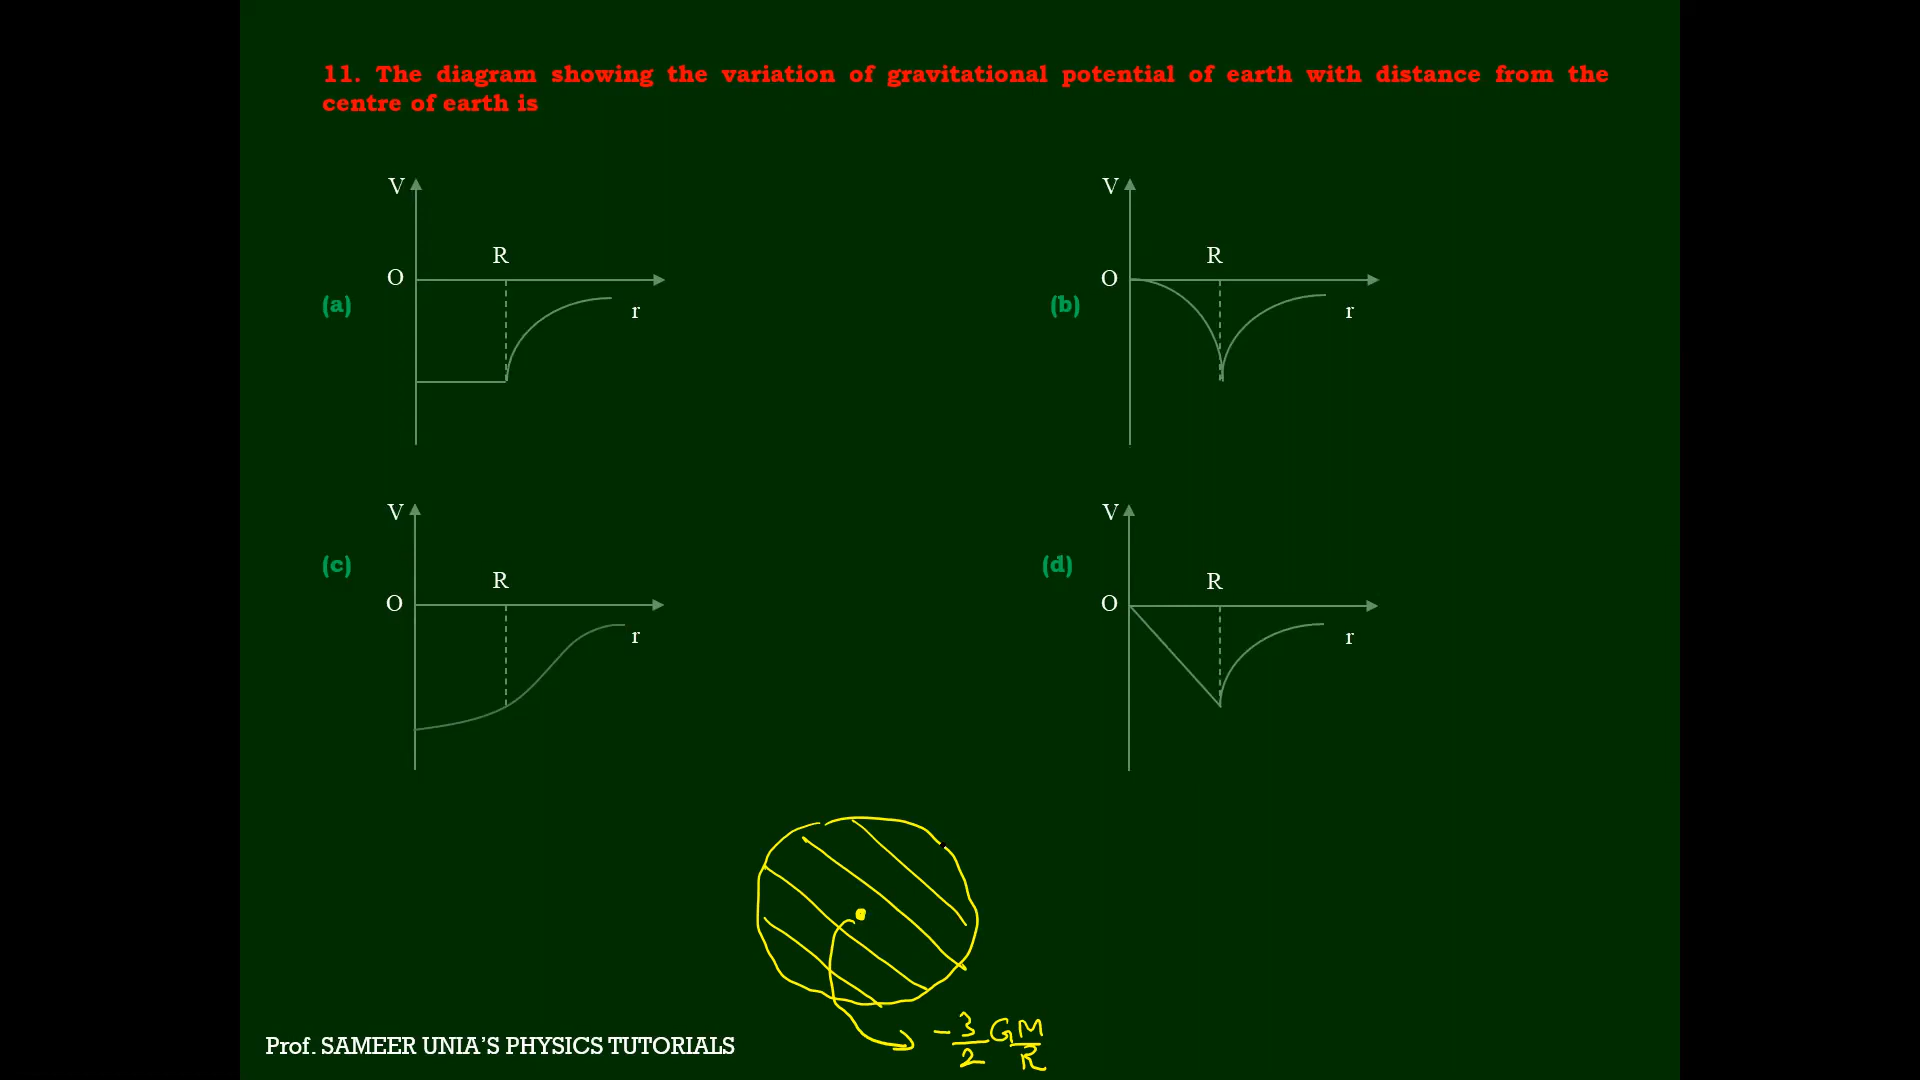 11. The diagram showing the variation of gravitational potential of earth with distance from the
centre of earth is
V
R
O
(a)
r
V
R
O
(b)
r
V
(c)
R
O
r
V
(d)
R
O
r
-3/2 GM/R
Prof. SAMEER UNIA'S PHYSICS TUTORIALS